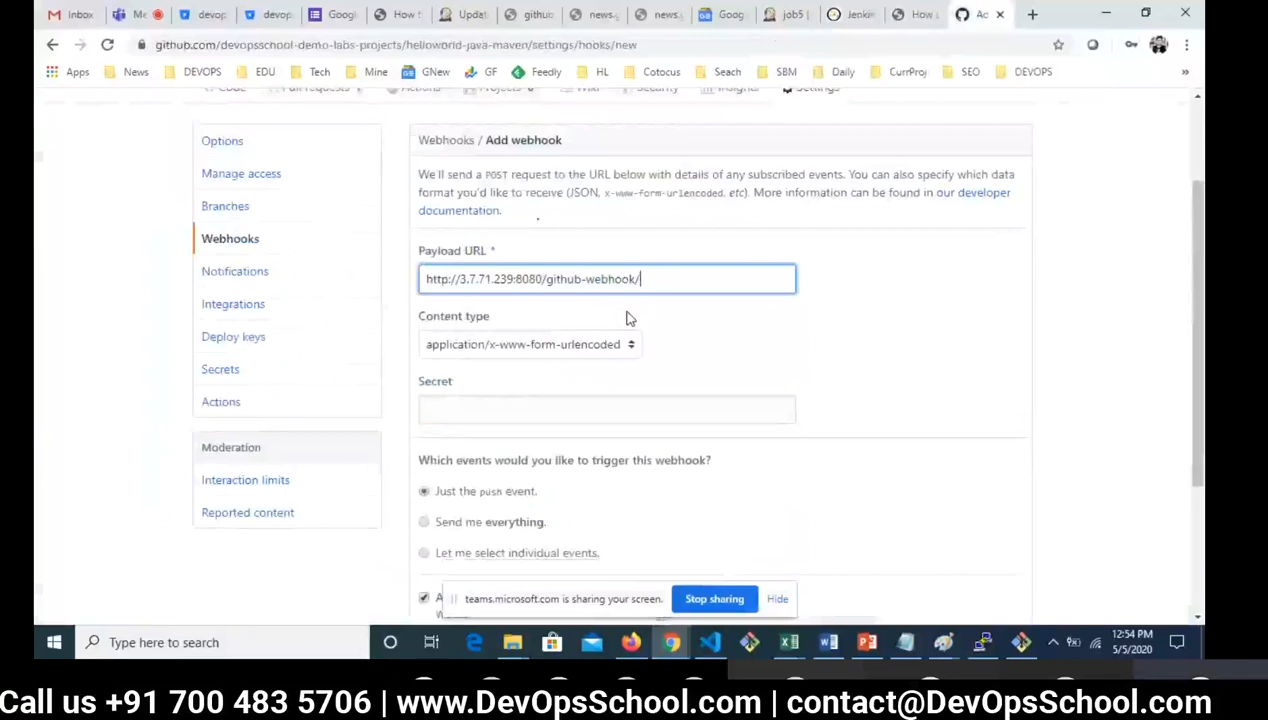 Inbox
Me
devop
devop
Googl
How t
Updat
github
news.
news.
Goog
job5 |
Jenkin
How
Ac
github.com/devopsschool-demo-labs-projects/helloworld-java-maven/settings/hooks/new
Apps
News
DEVOPS
EDU
Tech
Mine
GNew
GF
Feedly
HL
Cotocus
Seach
SBM
Daily
CurrProj
SEO
DEVOPS
»
Options
Manage access
Branches
Webhooks
Notifications
Integrations
Deploy keys
Secrets
Actions
Moderation
Interaction limits
Reported content
Webhooks / Add webhook
We'll send a POST request to the URL below with details of any subscribed events. You can also specify which data
format you'd like to receive (JSON, x-www-form-urlencoded, etc). More information can be found in our developer
documentation.
Payload URL *
http://3.7.71.239:8080/github-webhook/
Content type
application/x-www-form-urlencoded
Secret
Which events would you like to trigger this webhook?
Just the push event.
Send me everything.
Let me select individual events.
teams.microsoft.com is sharing your screen.
Stop sharing
Hide
Type here to search
12:54 PM
5/5/2020
Call us +91 700 483 5706 | www.DevOpsSchool.com | contact@DevOpsSchool.com